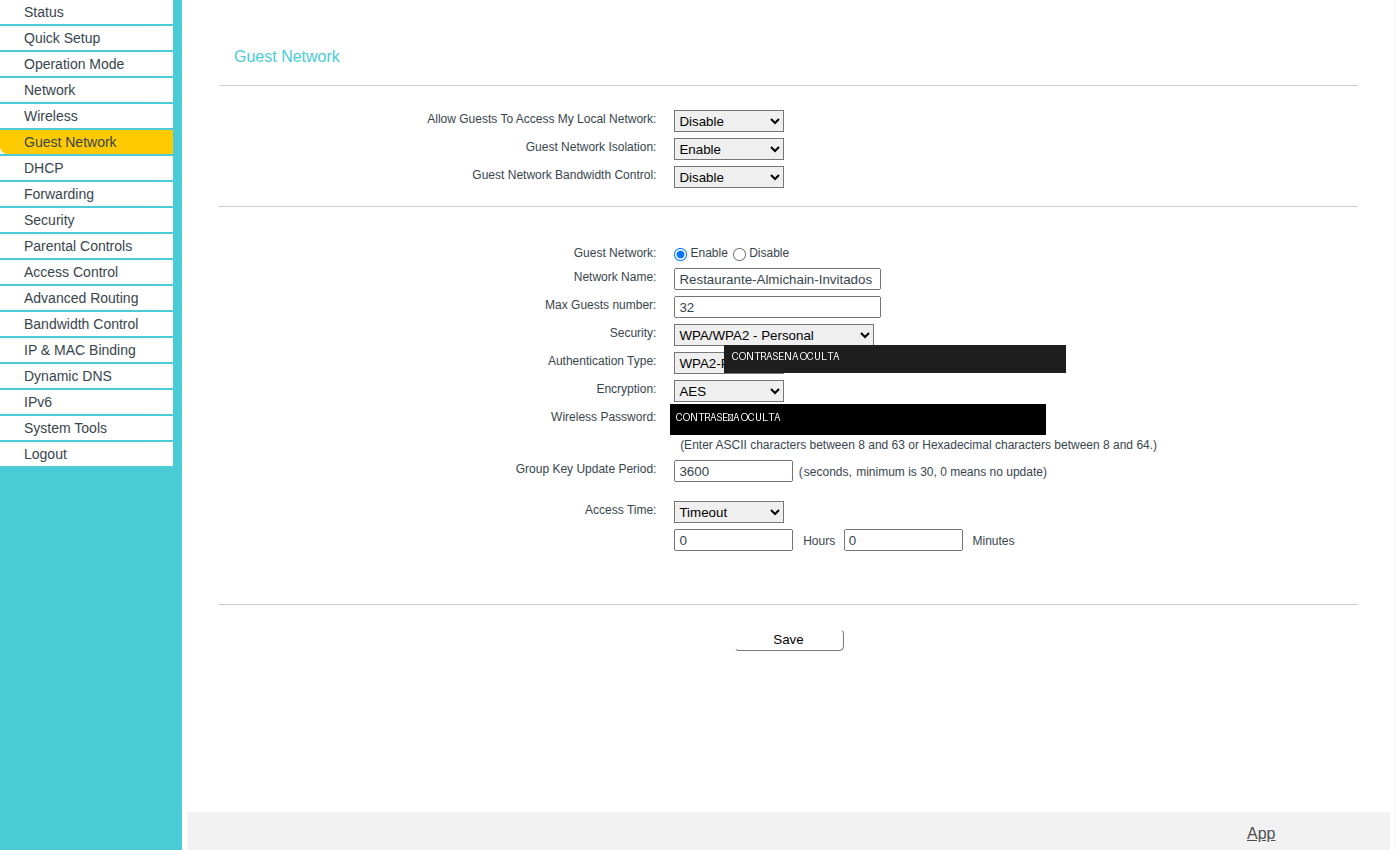 Status
Quick Setup
Operation Mode
Network
Wireless
Guest Network
DHCP
Forwarding
Security
Parental Controls
Access Control
Advanced Routing
Bandwidth Control
IP & MAC Binding
Dynamic DNS
IPv6
System Tools
Logout
Guest Network
Allow Guests To Access My Local Network: Disable
Guest Network Isolation: Enable
Guest Network Bandwidth Control: Disable
Guest Network: Enable Disable
Network Name: Restaurante-Almichain-Invitados
Max Guests number: 32
Security: WPA/WPA2 - Personal
Authentication Type: WPA2-P CONTRASENA OCULTA
Encryption: AES
Wireless Password: CONTRASE▯A OCULTA
(Enter ASCII characters between 8 and 63 or Hexadecimal characters between 8 and 64.)
Group Key Update Period: 3600 (seconds, minimum is 30, 0 means no update)
Access Time: Timeout
0 Hours 0 Minutes
Save
App